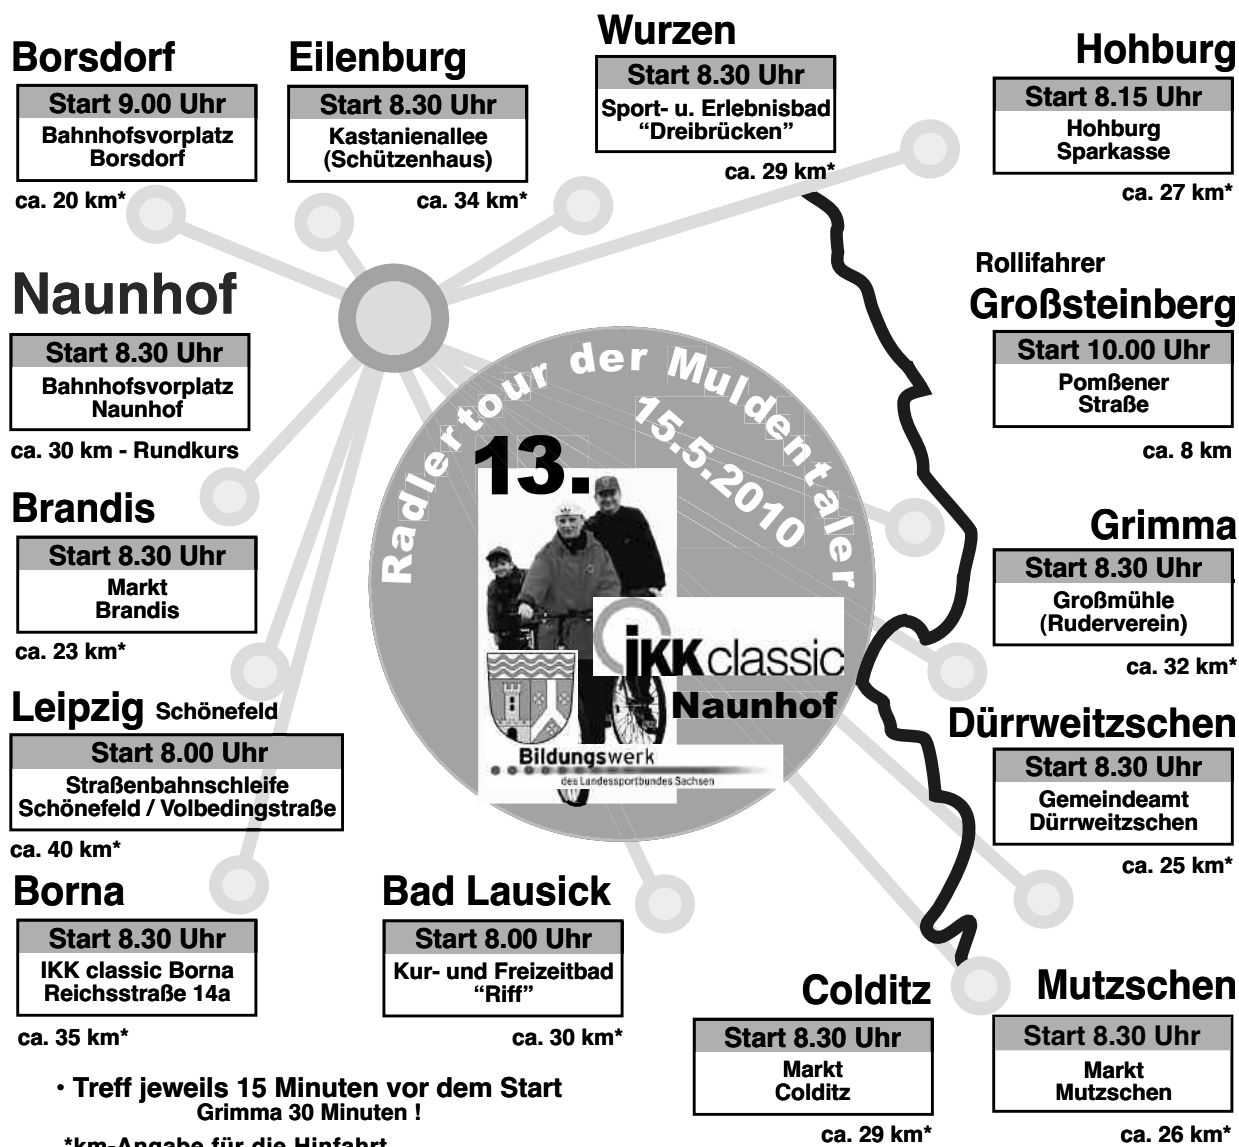 Borsdorf
Start 9.00 Uhr
Bahnhofsvorplatz
Borsdorf
ca. 20 km*
Eilenburg
Start 8.30 Uhr
Kastanienallee
(Schützenhaus)
ca. 34 km*
Wurzen
Start 8.30 Uhr
Sport- u. Erlebnisbad
“Dreibrücken”
ca. 29 km*
Hohburg
Start 8.15 Uhr
Hohburg
Sparkasse
ca. 27 km*
Naunhof
Start 8.30 Uhr
Bahnhofsvorplatz
Naunhof
ca. 30 km - Rundkurs
Rollifahrer
Großsteinberg
Start 10.00 Uhr
Pomßener
Straße
ca. 8 km
Radlertour der Muldentaler
15.5.2010
13.
iKK classic
Naunhof
Bildungswerk
des Landessportbundes Sachsen
Brandis
Start 8.30 Uhr
Markt
Brandis
ca. 23 km*
Grimma
Start 8.30 Uhr
Großmühle
(Ruderverein)
ca. 32 km*
Leipzig Schönefeld
Start 8.00 Uhr
Straßenbahnschleife
Schönefeld / Volbedingstraße
ca. 40 km*
Dürrweitzschen
Start 8.30 Uhr
Gemeindeamt
Dürrweitzschen
ca. 25 km*
Borna
Start 8.30 Uhr
IKK classic Borna
Reichsstraße 14a
ca. 35 km*
Bad Lausick
Start 8.00 Uhr
Kur- und Freizeitbad
“Riff”
ca. 30 km*
Colditz
Start 8.30 Uhr
Markt
Colditz
ca. 29 km*
Mutzschen
Start 8.30 Uhr
Markt
Mutzschen
ca. 26 km*
· Treff jeweils 15 Minuten vor dem Start
Grimma 30 Minuten !
*km-Angabe für die Hinfahrt